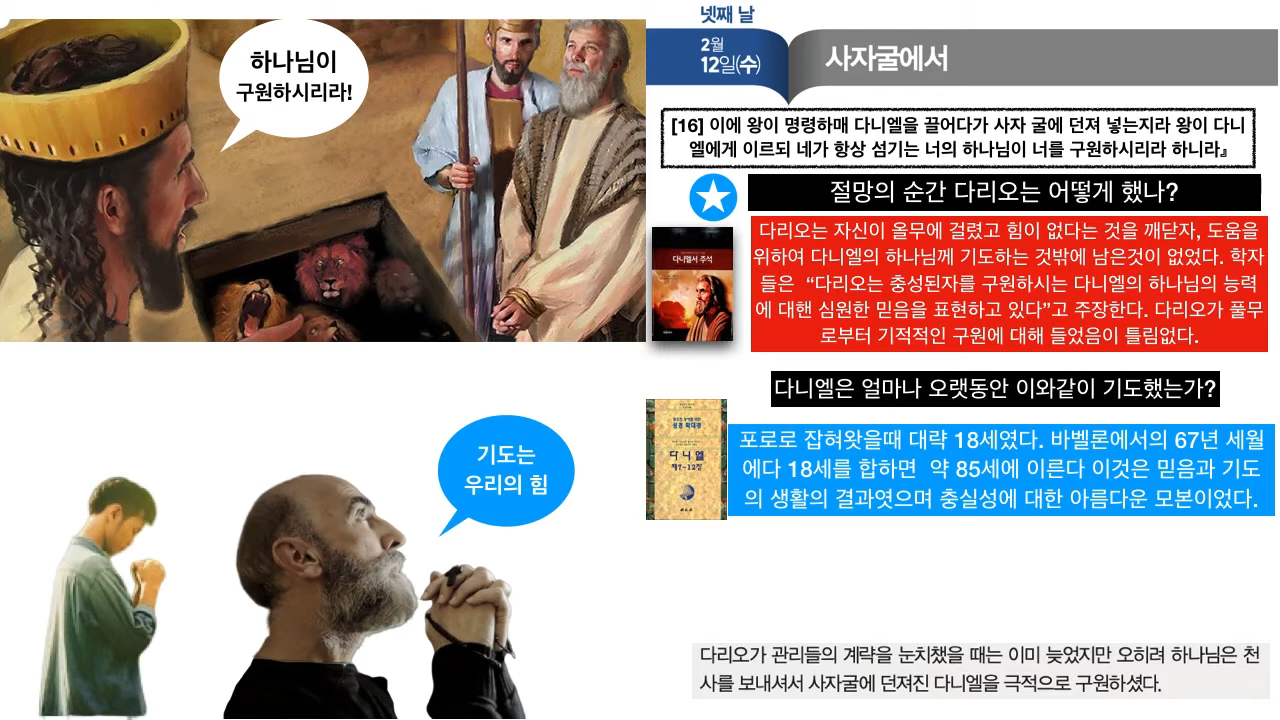 하나님이
구원하시리라!
넷째 날
2월
12일(수)
사자굴에서
[16] 이에 왕이 명령하매 다니엘을 끌어다가 사자 굴에 던져 넣는지라 왕이 다니
엘에게 이르되 네가 항상 섬기는 너의 하나님이 너를 구원하시리라 하니라』
절망의 순간 다리오는 어떻게 했나?
다니엘서 주석
다리오는 자신이 올무에 걸렸고 힘이 없다는 것을 깨닫자, 도움을
위하여 다니엘의 하나님께 기도하는 것밖에 남은것이 없었다. 학자
들은 “다리오는 충성된자를 구원하시는 다니엘의 하나님의 능력
에 대핸 심원한 믿음을 표현하고 있다”고 주장한다. 다리오가 풀무
로부터 기적적인 구원에 대해 들었음이 틀림없다.
다니엘은 얼마나 오랫동안 이와같이 기도했는가?
성경 확대경
다니엘
제7~12장
포로로 잡혀왓을때 대략 18세였다. 바벨론에서의 67년 세월
에다 18세를 합하면 약 85세에 이른다 이것은 믿음과 기도
의 생활의 결과엿으며 충실성에 대한 아름다운 모본이었다.
기도는
우리의 힘
다리오가 관리들의 계략을 눈치챘을 때는 이미 늦었지만 오히려 하나님은 천
사를 보내셔서 사자굴에 던져진 다니엘을 극적으로 구원하셨다.